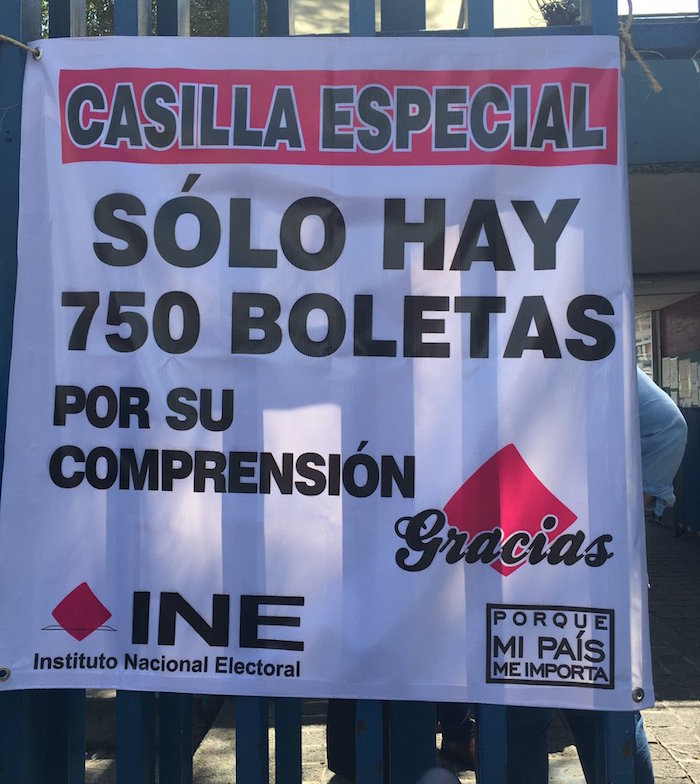 CASILLA ESPECIAL
SÓLO HAY
750 BOLETAS
POR SU
COMPRENSIÓN
Gracias
INE
Instituto Nacional Electoral
PORQUE
MI PAÍS
ME IMPORTA